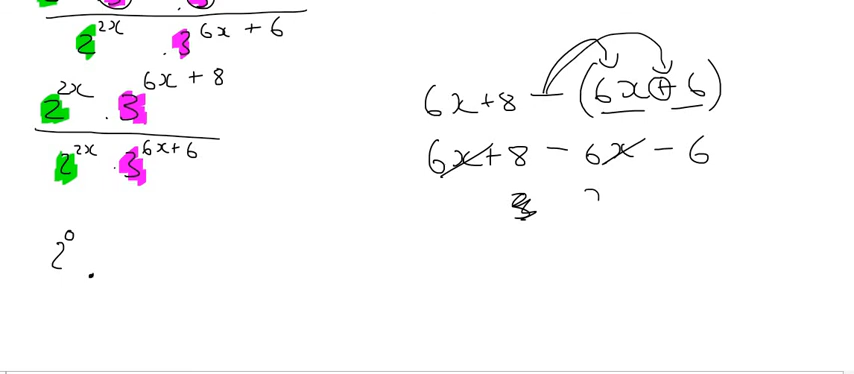 2^{2x} . 3^{6x + 6}
2^{2x} . 3^{6x + 8}
2^{2x} . 3^{6x+6}
2^0 .
6x+8 - (6x + 6)
6x+8 - 6x - 6